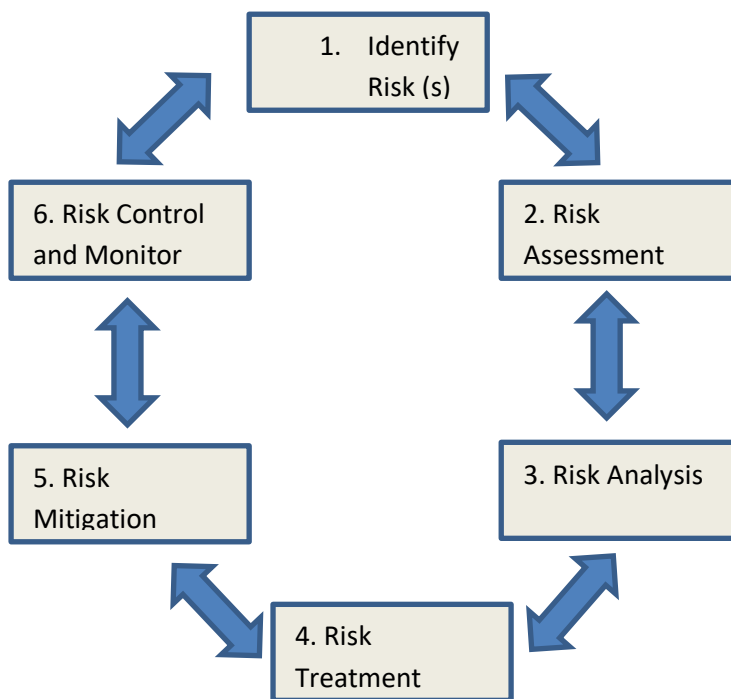 1. Identify
Risk (s)
2. Risk
Assessment
3. Risk Analysis
4. Risk
Treatment
5. Risk
Mitigation
6. Risk Control
and Monitor